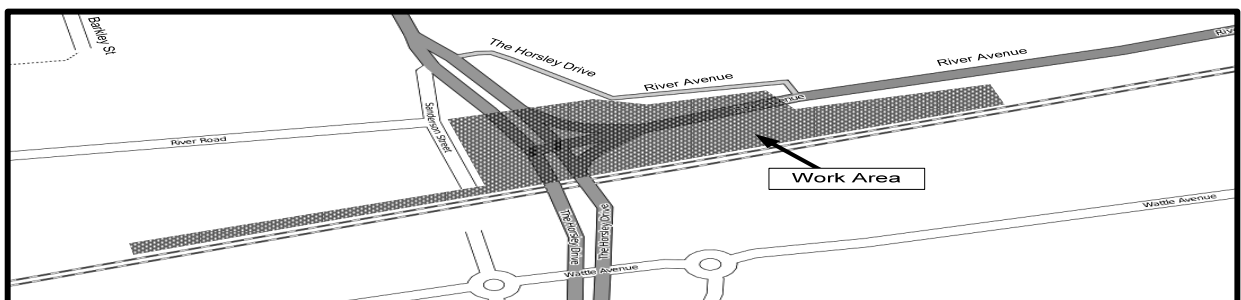 Barkley St
The Horsley Drive
River Avenue
River Avenue
Sanderson Street
River Road
Work Area
The Horsley Drive
The Horsley Drive
Wattle Avenue
Wattle Avenue